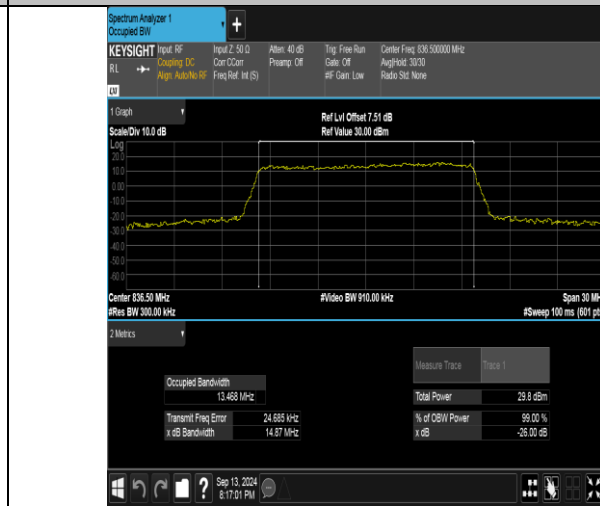 Spectrum Analyzer 1
Occupied BW
+
KEYSIGHT Input: RF Input Z: 50 Ω Atten: 40 dB Trig: Free Run Center Freq: 836.500000 MHz
RL Coupling: DC Corr CCorr Preamp: Off Gate: Off Avg|Hold: 30/30
Align: Auto/No RF Freq Ref: Int (S) #IF Gain: Low Radio Std: None
LXI
1 Graph
Ref Lvl Offset 7.51 dB
Scale/Div 10.0 dB Ref Value 30.00 dBm
Log
20.0
10.0
0.00
-10.0
-20.0
-30.0
-40.0
-50.0
-60.0
Center 836.50 MHz #Video BW 910.00 kHz Span 30 MH
#Res BW 300.00 kHz #Sweep 100 ms (601 pt
2 Metrics
Measure Trace Trace 1
Occupied Bandwidth
13.468 MHz Total Power 29.8 dBm
Transmit Freq Error 24.685 kHz % of OBW Power 99.00 %
x dB Bandwidth 14.87 MHz x dB -26.00 dB
? Sep 13, 2024
8:17:01 PM